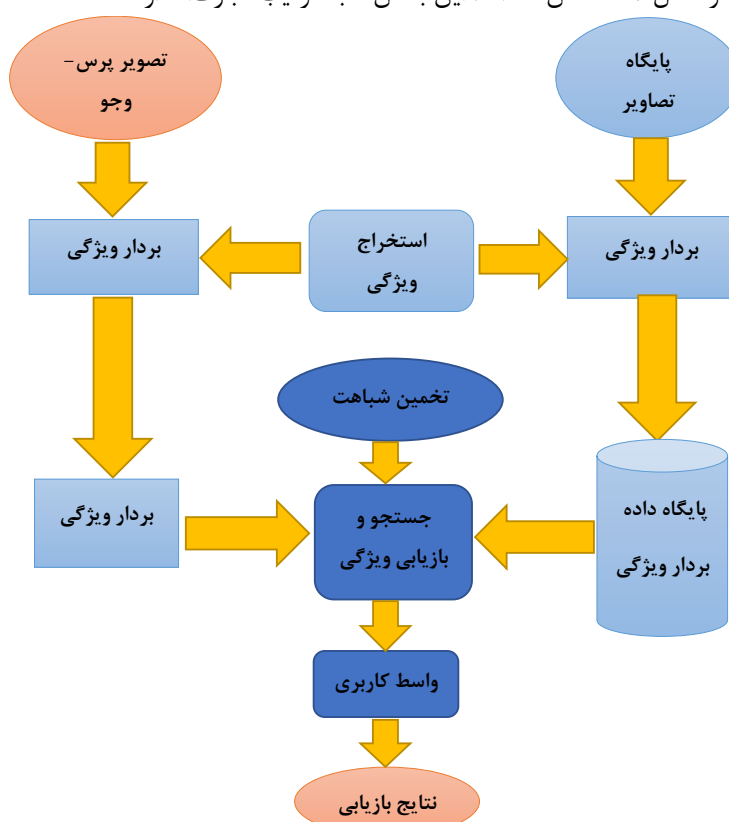 تصویر پرس-
وجو
پایگاه
تصاویر
بردار ویژگی
استخراج
ویژگی
بردار ویژگی
تخمین شباهت
بردار ویژگی
جستجو و
بازیابی ویژگی
پایگاه داده
بردار ویژگی
واسط کاربری
نتایج بازیابی